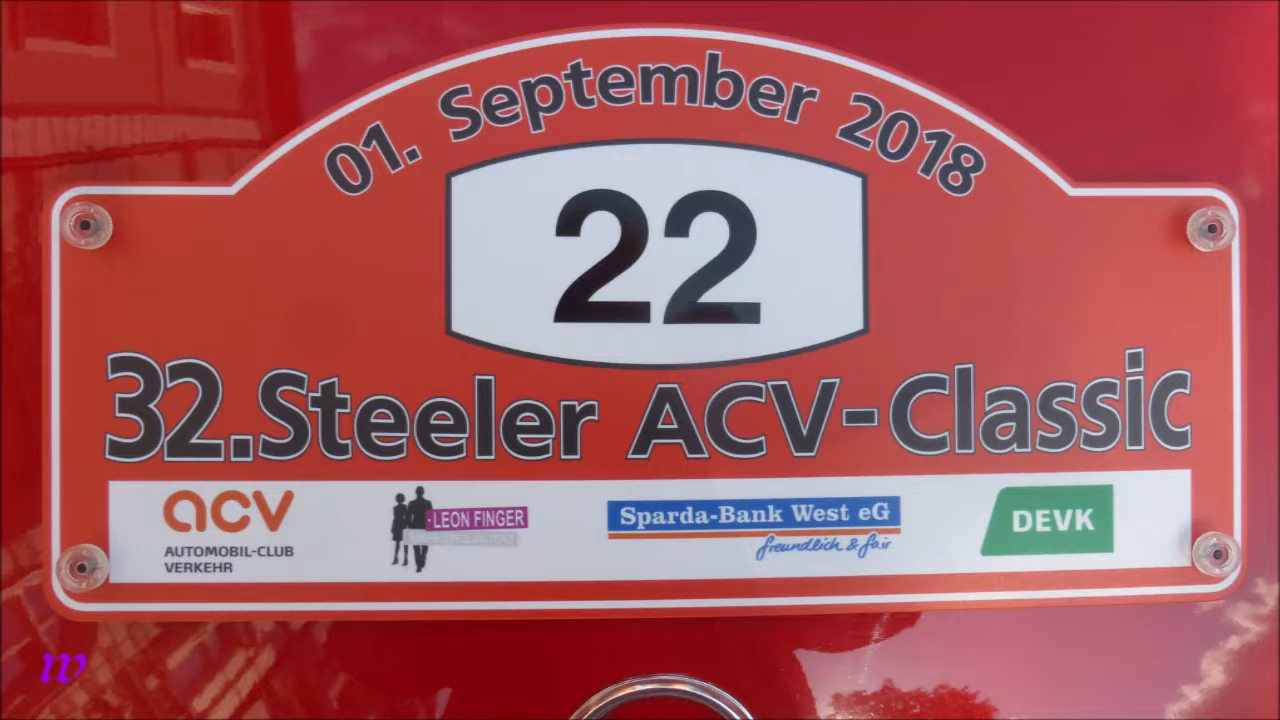 01. September 2018
22
32. Steeler ACV-Classic
acv
AUTOMOBIL-CLUB
VERKEHR
LEON FINGER
Sparda-Bank West eG
freundlich & fair
DEVK
w